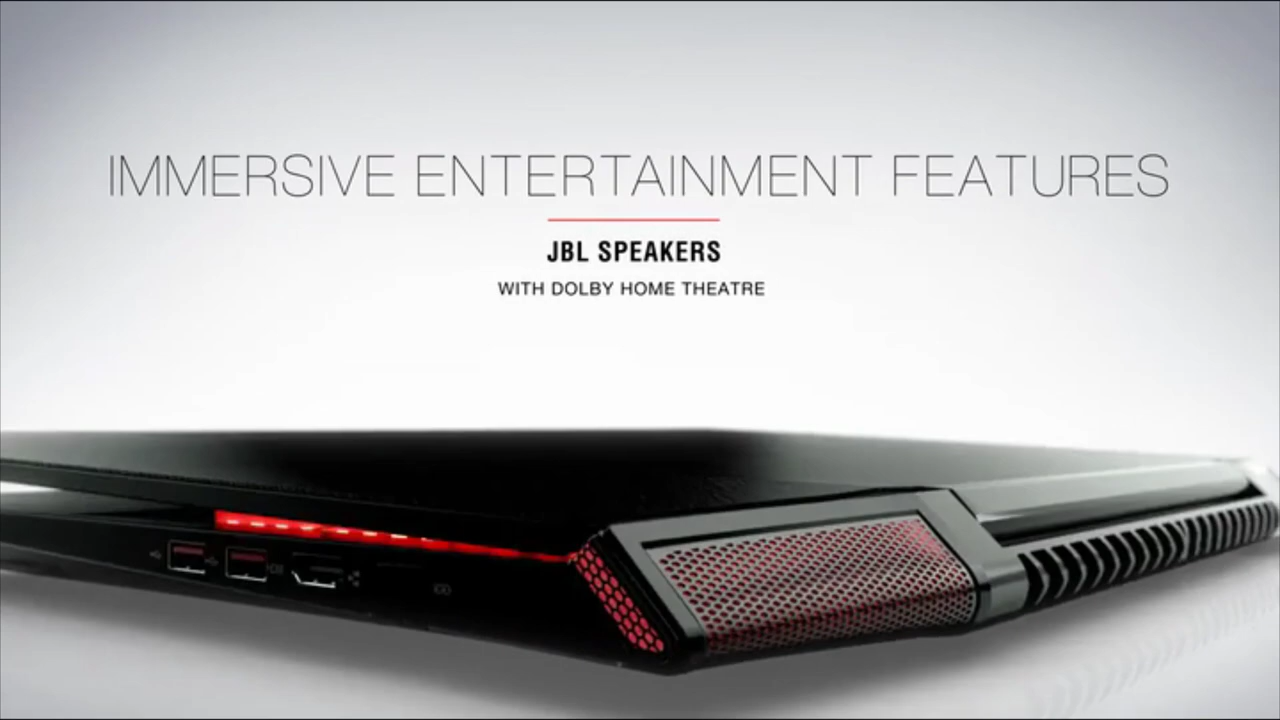 IMMERSIVE ENTERTAINMENT FEATURES
JBL SPEAKERS
WITH DOLBY HOME THEATRE